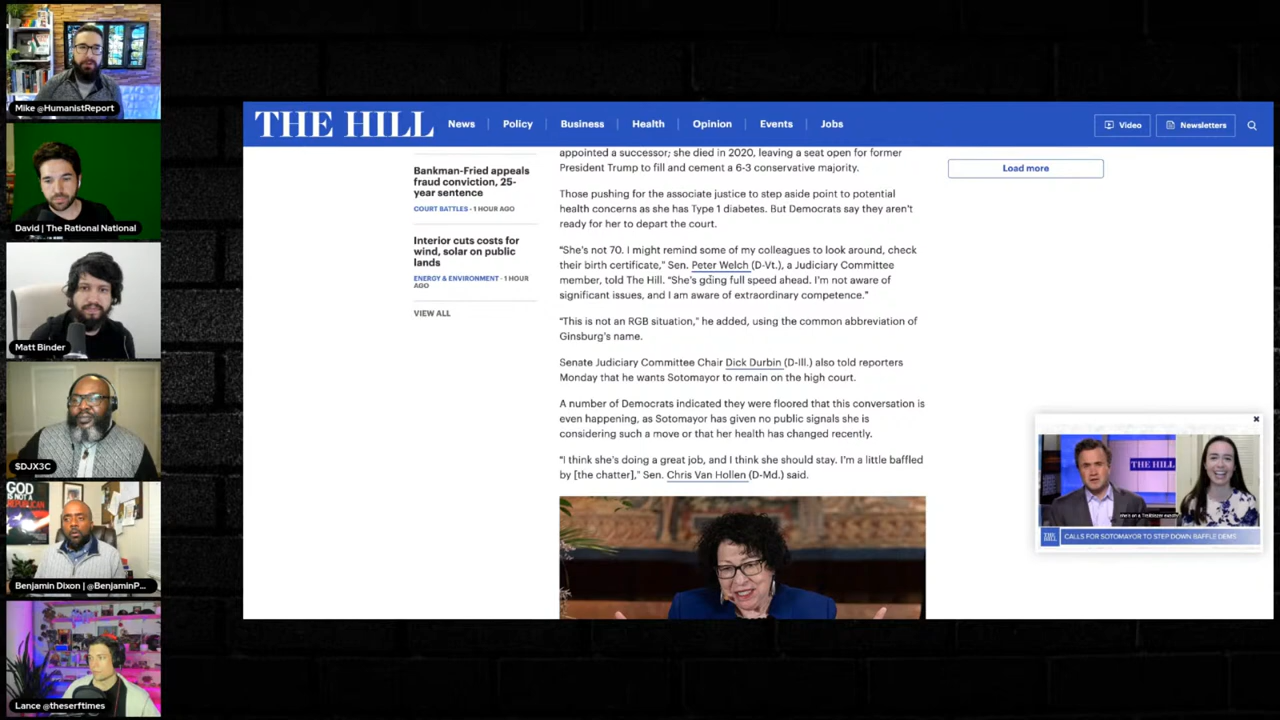 Mike @HumanistReport
David | The Rational National
Matt Binder
$DJX3C
GOD
IS NOT A
REPUBLICAN
Benjamin Dixon | @BenjaminP...
Lance @theserftimes
THE HILL
News
Policy
Business
Health
Opinion
Events
Jobs
Video
Newsletters
Bankman-Fried appeals
fraud conviction, 25-
year sentence
COURT BATTLES - 1 HOUR AGO
Interior cuts costs for
wind, solar on public
lands
ENERGY & ENVIRONMENT - 1 HOUR
AGO
VIEW ALL
appointed a successor; she died in 2020, leaving a seat open for former
President Trump to fill and cement a 6-3 conservative majority.
Those pushing for the associate justice to step aside point to potential
health concerns as she has Type 1 diabetes. But Democrats say they aren't
ready for her to depart the court.
“She's not 70. I might remind some of my colleagues to look around, check
their birth certificate,” Sen. Peter Welch (D-Vt.), a Judiciary Committee
member, told The Hill. “She's going full speed ahead. I'm not aware of
significant issues, and I am aware of extraordinary competence.”
“This is not an RGB situation,” he added, using the common abbreviation of
Ginsburg's name.
Senate Judiciary Committee Chair Dick Durbin (D-Ill.) also told reporters
Monday that he wants Sotomayor to remain on the high court.
A number of Democrats indicated they were floored that this conversation is
even happening, as Sotomayor has given no public signals she is
considering such a move or that her health has changed recently.
“I think she's doing a great job, and I think she should stay. I'm a little baffled
by [the chatter],” Sen. Chris Van Hollen (D-Md.) said.
Load more
THE HILL
THE
HILL
CALLS FOR SOTOMAYOR TO STEP DOWN BAFFLE DEMS